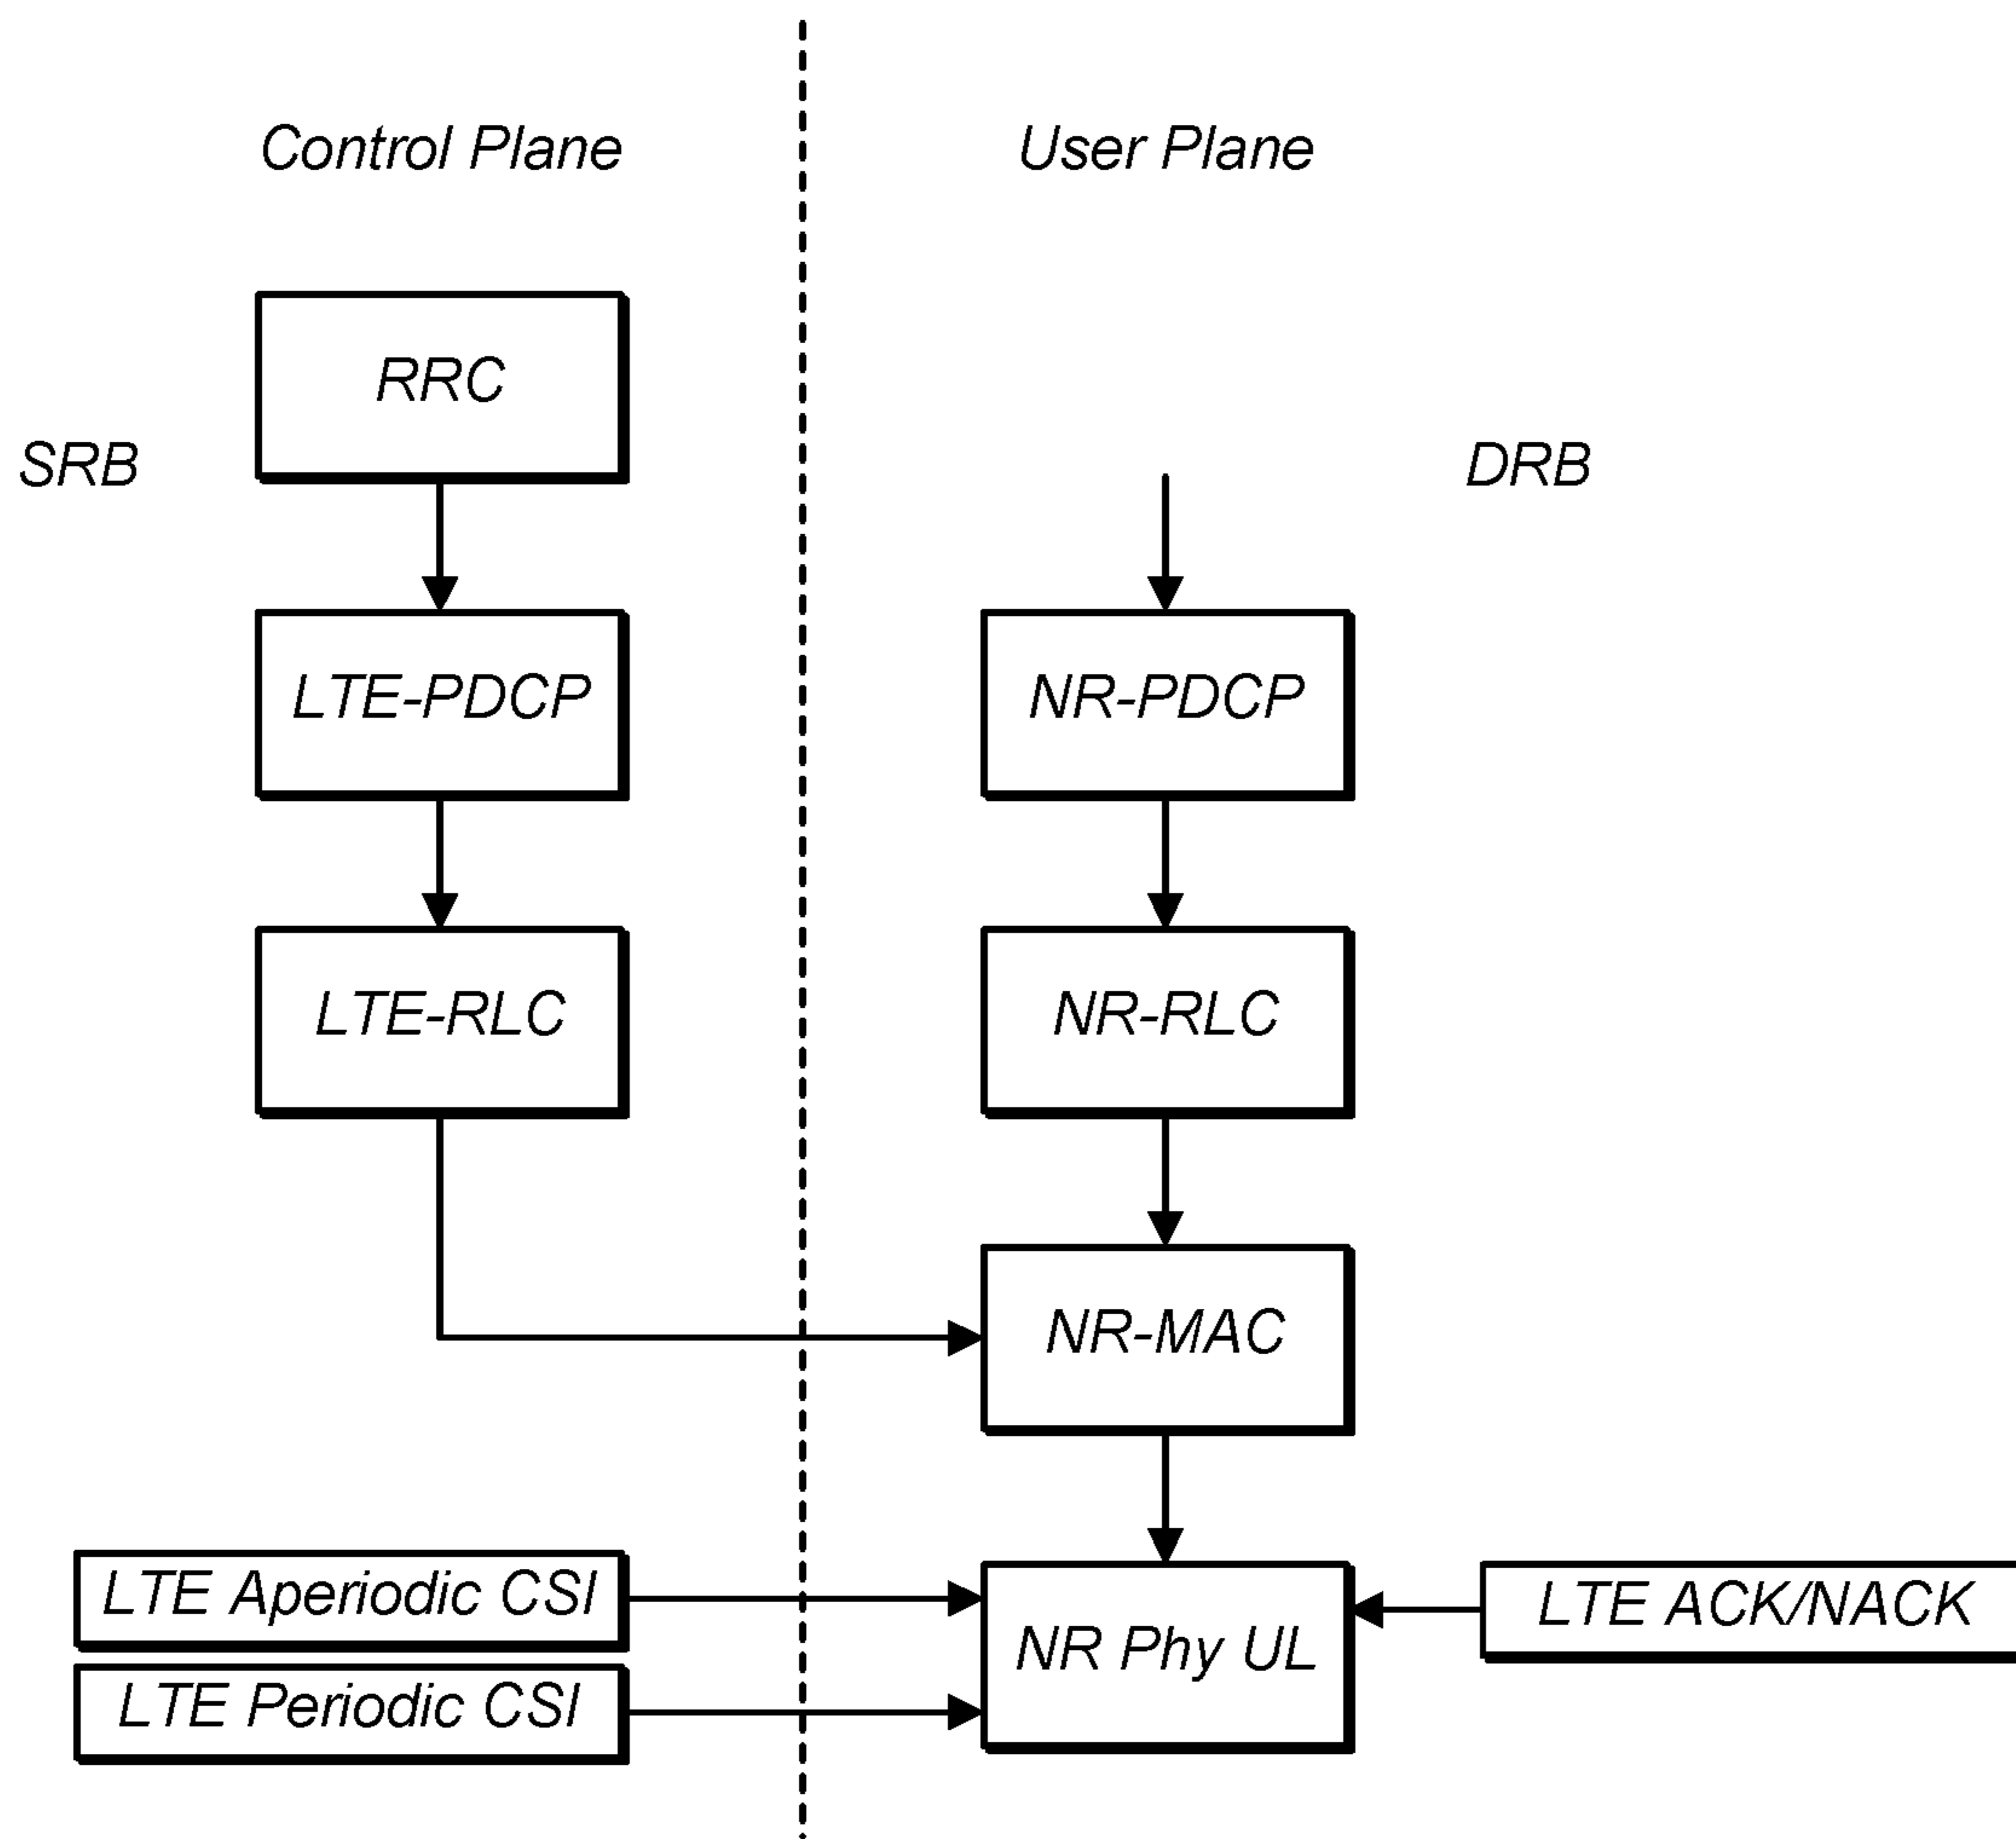 Control Plane
User Plane
RRC
SRB
DRB
LTE-PDCP
NR-PDCP
LTE-RLC
NR-RLC
NR-MAC
LTE Aperiodic CSI
LTE Periodic CSI
NR Phy UL
LTE ACK/NACK